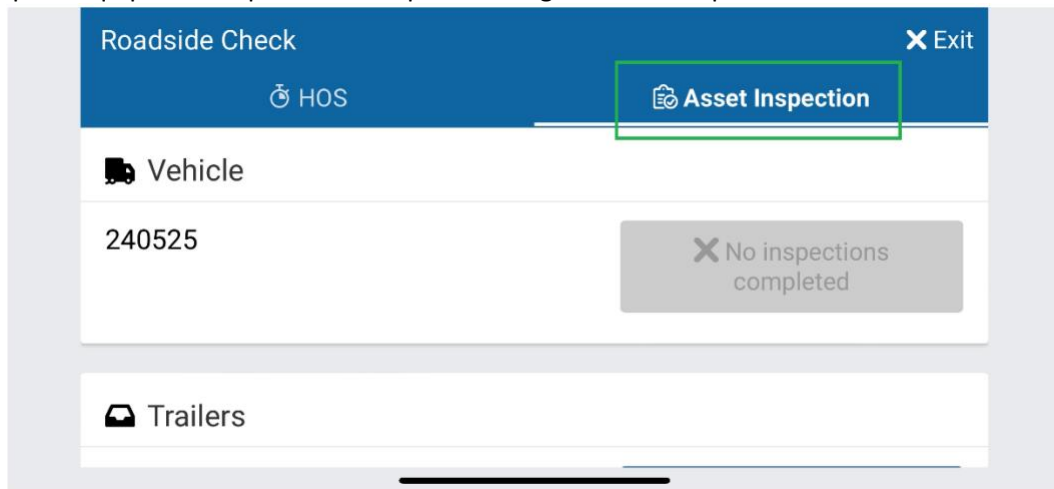 Roadside Check
Exit
HOS
Asset Inspection
Vehicle
240525
No inspections
completed
Trailers